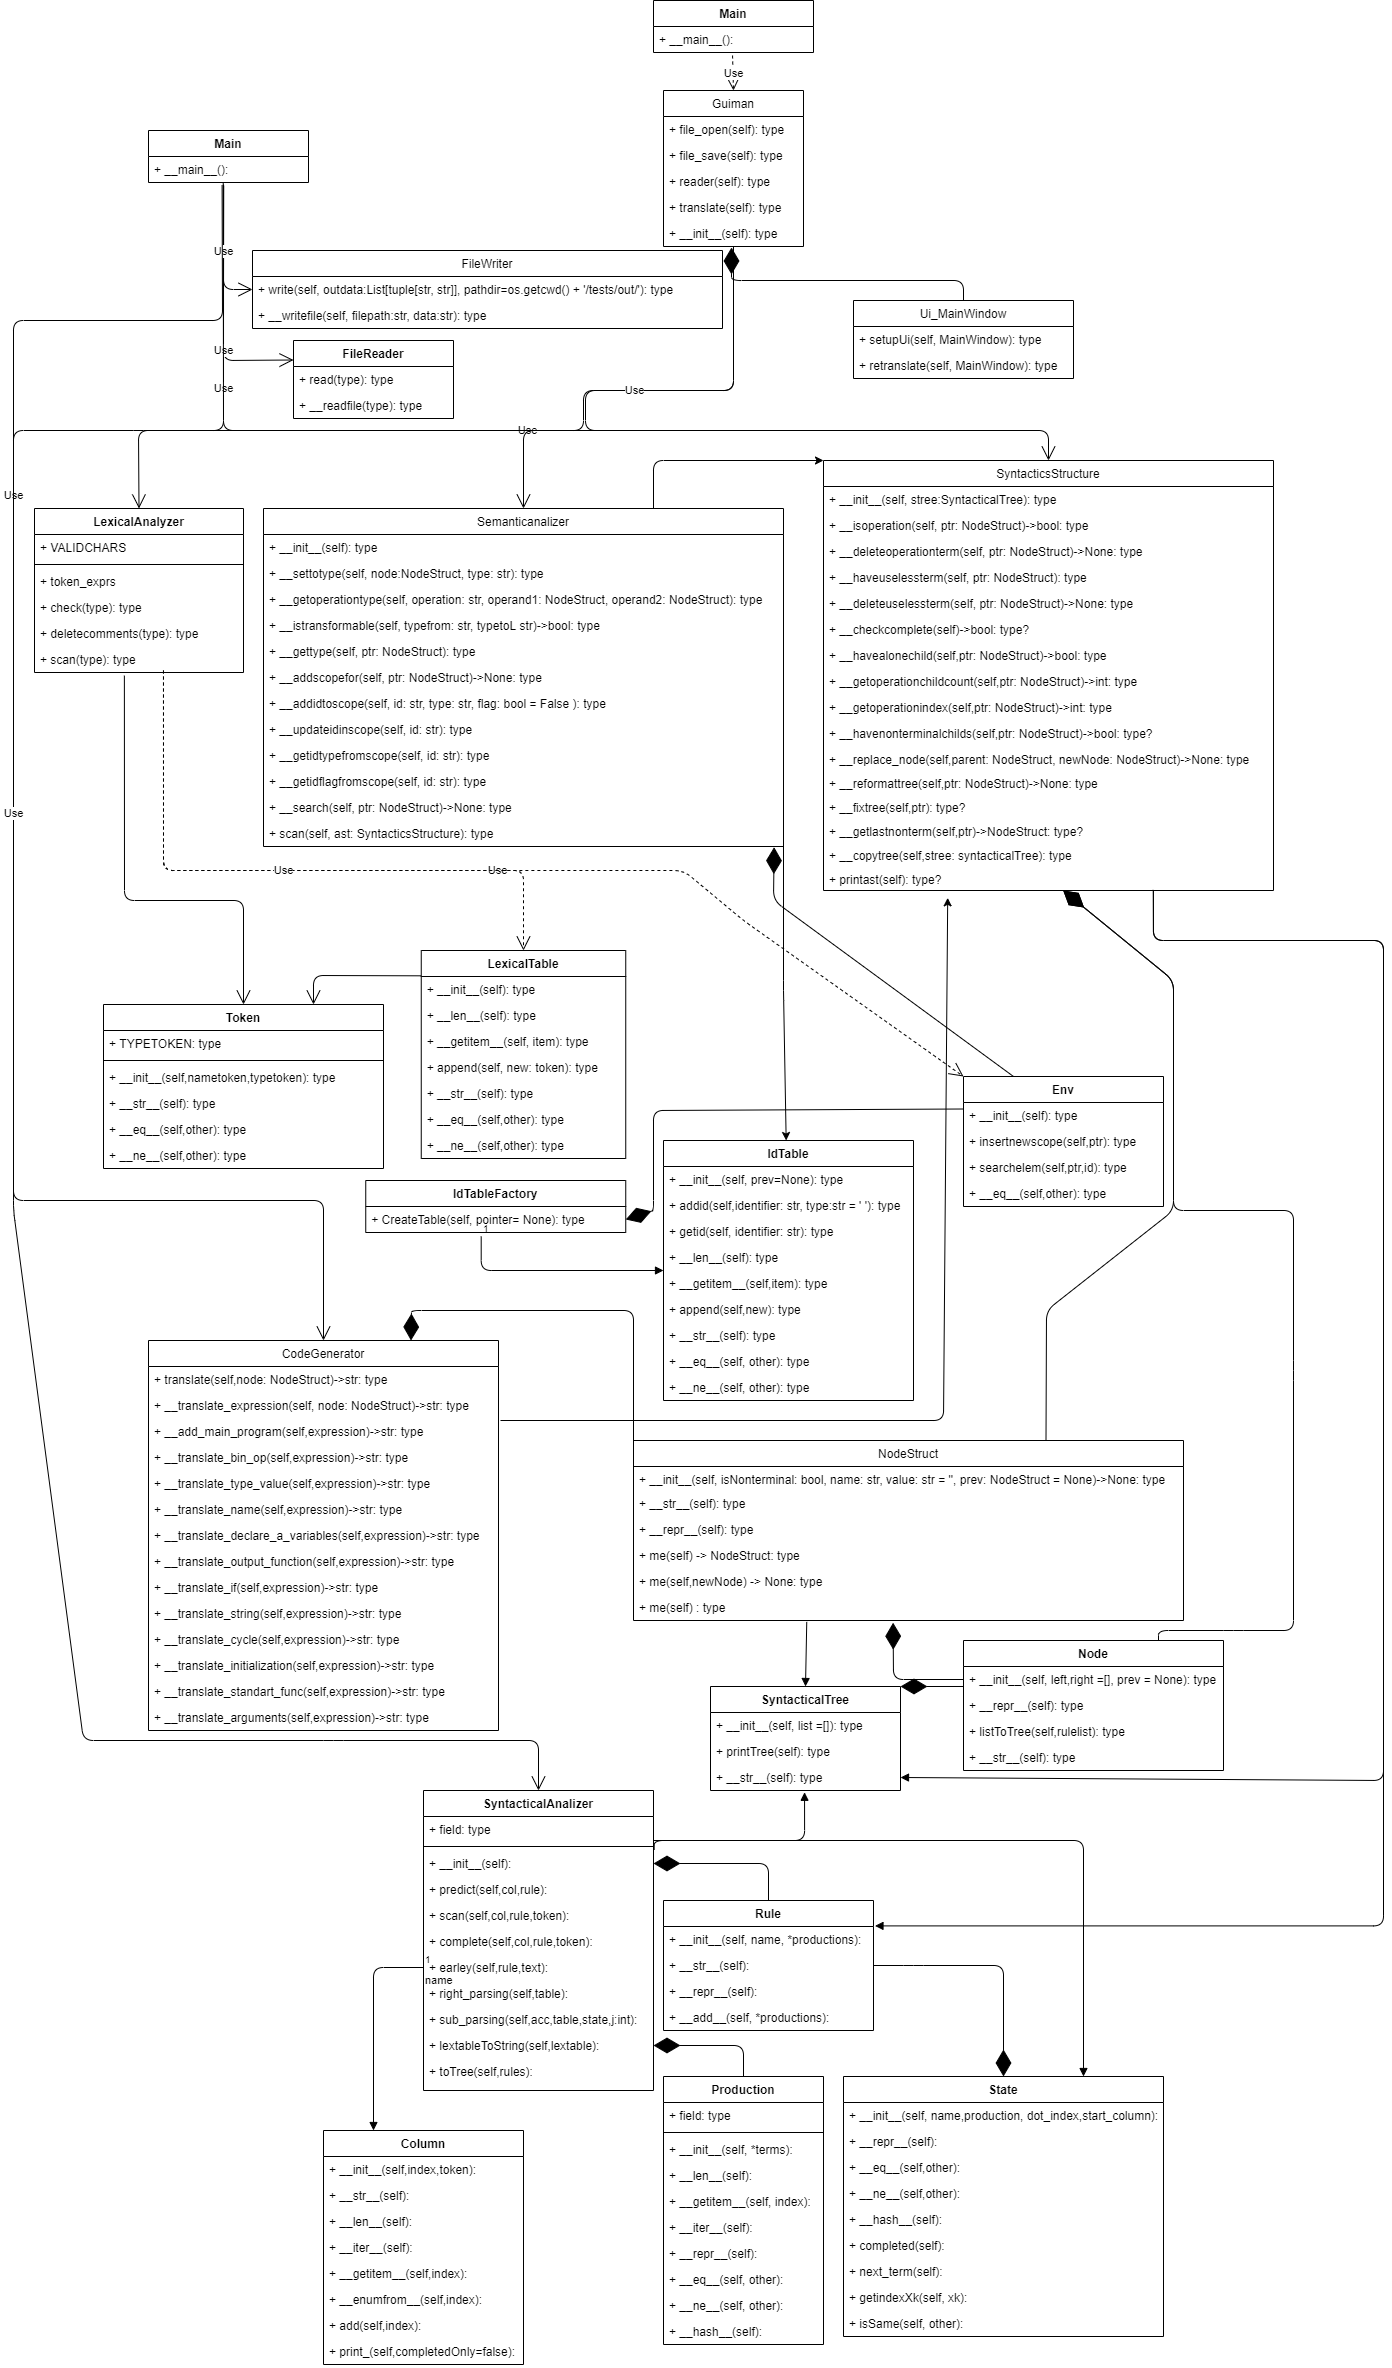 Main
+ __main__():
Use
Guiman
+ file_open(self): type
+ file_save(self): type
+ reader(self): type
+ translate(self): type
+ __init__(self): type
Main
+ __main__():
Use
FileWriter
+ write(self, outdata:List[tuple[str, str]], pathdir=os.getcwd() + '/tests/out/'): type
+ __writefile(self, filepath:str, data:str): type
Ui_MainWindow
+ setupUi(self, MainWindow): type
+ retranslate(self, MainWindow): type
Use
FileReader
+ read(type): type
+ __readfile(type): type
Use
Use
Use
Use
LexicalAnalyzer
+ VALIDCHARS
+ token_exprs
+ check(type): type
+ deletecomments(type): type
+ scan(type): type
Semanticanalizer
+ __init__(self): type
+ __settotype(self, node:NodeStruct, type: str): type
+ __getoperationtype(self, operation: str, operand1: NodeStruct, operand2: NodeStruct): type
+ __istransformable(self, typefrom: str, typetoL str)->bool: type
+ __gettype(self, ptr: NodeStruct): type
+ __addscopefor(self, ptr: NodeStruct)->None: type
+ __addidtoscope(self, id: str, type: str, flag: bool = False ): type
+ __updateidinscope(self, id: str): type
+ __getidtypefromscope(self, id: str): type
+ __getidflagfromscope(self, id: str): type
+ __search(self, ptr: NodeStruct)->None: type
+ scan(self, ast: SyntacticsStructure): type
SyntacticsStructure
+ __init__(self, stree:SyntacticalTree): type
+ __isoperation(self, ptr: NodeStruct)->bool: type
+ __deleteoperationterm(self, ptr: NodeStruct)->None: type
+ __haveuselessterm(self, ptr: NodeStruct): type
+ __deleteuselessterm(self, ptr: NodeStruct)->None: type
+ __checkcomplete(self)->bool: type?
+ __havealonechild(self,ptr: NodeStruct)->bool: type
+ __getoperationchildcount(self,ptr: NodeStruct)->int: type
+ __getoperationindex(self,ptr: NodeStruct)->int: type
+ __havenonterminalchilds(self,ptr: NodeStruct)->bool: type?
+ __replace_node(self,parent: NodeStruct, newNode: NodeStruct)->None: type
+ __reformattree(self,ptr: NodeStruct)->None: type
+ __fixtree(self,ptr): type?
+ __getlastnonterm(self,ptr)->NodeStruct: type?
+ __copytree(self,stree: syntacticalTree): type
+ printast(self): type?
Use
Use
Use
LexicalTable
+ __init__(self): type
+ __len__(self): type
+ __getitem__(self, item): type
+ append(self, new: token): type
+ __str__(self): type
+ __eq__(self,other): type
+ __ne__(self,other): type
Token
+ TYPETOKEN: type
+ __init__(self,nametoken,typetoken): type
+ __str__(self): type
+ __eq__(self,other): type
+ __ne__(self,other): type
Env
+ __init__(self): type
+ insertnewscope(self,ptr): type
+ searchelem(self,ptr,id): type
+ __eq__(self,other): type
IdTable
+ __init__(self, prev=None): type
+ addid(self,identifier: str, type:str = ' '): type
+ getid(self, identifier: str): type
+ __len__(self): type
+ __getitem__(self,item): type
+ append(self,new): type
+ __str__(self): type
+ __eq__(self, other): type
+ __ne__(self, other): type
IdTableFactory
+ CreateTable(self, pointer= None): type
1
CodeGenerator
+ translate(self,node: NodeStruct)->str: type
+ __translate_expression(self, node: NodeStruct)->str: type
+ __add_main_program(self,expression)->str: type
+ __translate_bin_op(self,expression)->str: type
+ __translate_type_value(self,expression)->str: type
+ __translate_name(self,expression)->str: type
+ __translate_declare_a_variables(self,expression)->str: type
+ __translate_output_function(self,expression)->str: type
+ __translate_if(self,expression)->str: type
+ __translate_string(self,expression)->str: type
+ __translate_cycle(self,expression)->str: type
+ __translate_initialization(self,expression)->str: type
+ __translate_standart_func(self,expression)->str: type
+ __translate_arguments(self,expression)->str: type
NodeStruct
+ __init__(self, isNonterminal: bool, name: str, value: str = '', prev: NodeStruct = None)->None: type
+ __str__(self): type
+ __repr__(self): type
+ me(self) -> NodeStruct: type
+ me(self,newNode) -> None: type
+ me(self) : type
Node
+ __init__(self, left,right =[], prev = None): type
+ __repr__(self): type
+ listToTree(self,rulelist): type
+ __str__(self): type
SyntacticalTree
+ __init__(self, list =[]): type
+ printTree(self): type
+ __str__(self): type
SyntacticalAnalizer
+ field: type
+ __init__(self):
+ predict(self,col,rule):
+ scan(self,col,rule,token):
+ complete(self,col,rule,token):
1
+ earley(self,rule,text):
name
+ right_parsing(self,table):
+ sub_parsing(self,acc,table,state,j:int):
+ lextableToString(self,lextable):
+ toTree(self,rules):
Rule
+ __init__(self, name, *productions):
+ __str__(self):
+ __repr__(self):
+ __add__(self, *productions):
Production
+ field: type
+ __init__(self, *terms):
+ __len__(self):
+ __getitem__(self, index):
+ __iter__(self):
+ __repr__(self):
+ __eq__(self, other):
+ __ne__(self, other):
+ __hash__(self):
State
+ __init__(self, name,production, dot_index,start_column):
+ __repr__(self):
+ __eq__(self,other):
+ __ne__(self,other):
+ __hash__(self):
+ completed(self):
+ next_term(self):
+ getindexXk(self, xk):
+ isSame(self, other):
Column
+ __init__(self,index,token):
+ __str__(self):
+ __len__(self):
+ __iter__(self):
+ __getitem__(self,index):
+ __enumfrom__(self,index):
+ add(self,index):
+ print_(self,completedOnly=false):